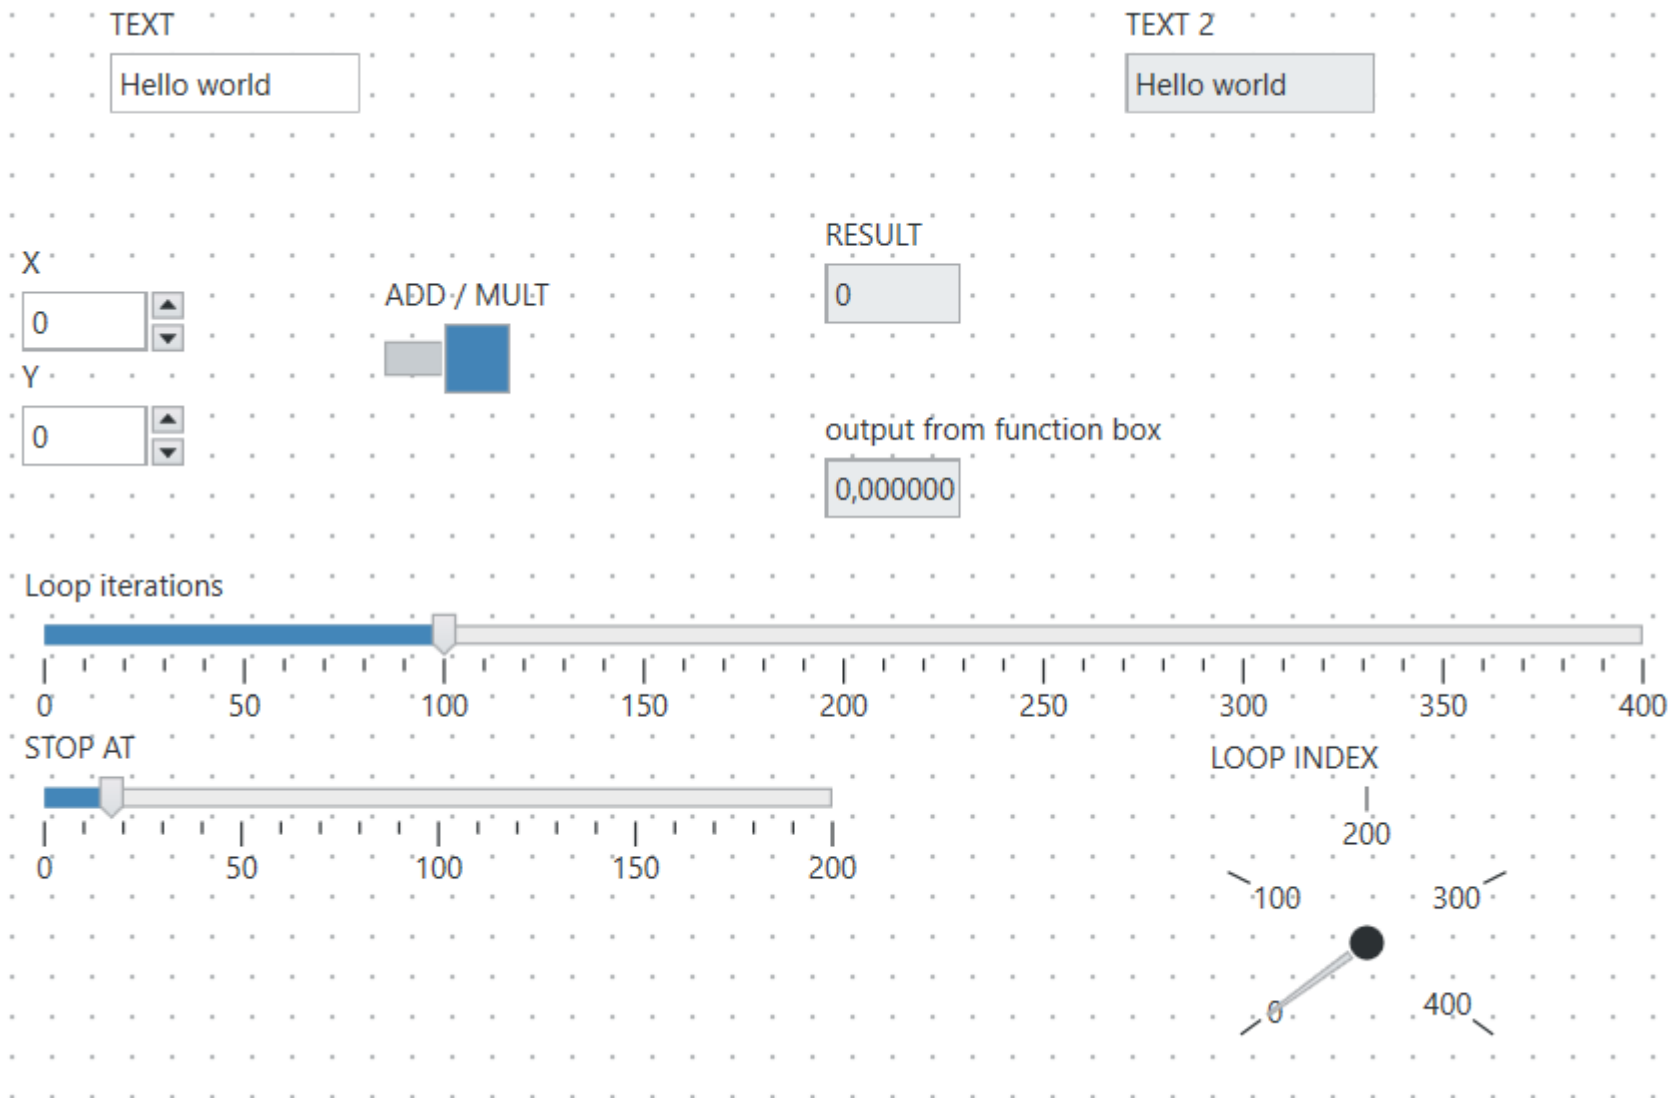 TEXT
Hello world
TEXT 2
Hello world
X
0
Y
0
ADD / MULT
RESULT
0
output from function box
0,000000
Loop iterations
0 50 100 150 200 250 300 350 400
STOP AT
0 50 100 150 200
LOOP INDEX
200
100 300
0 400